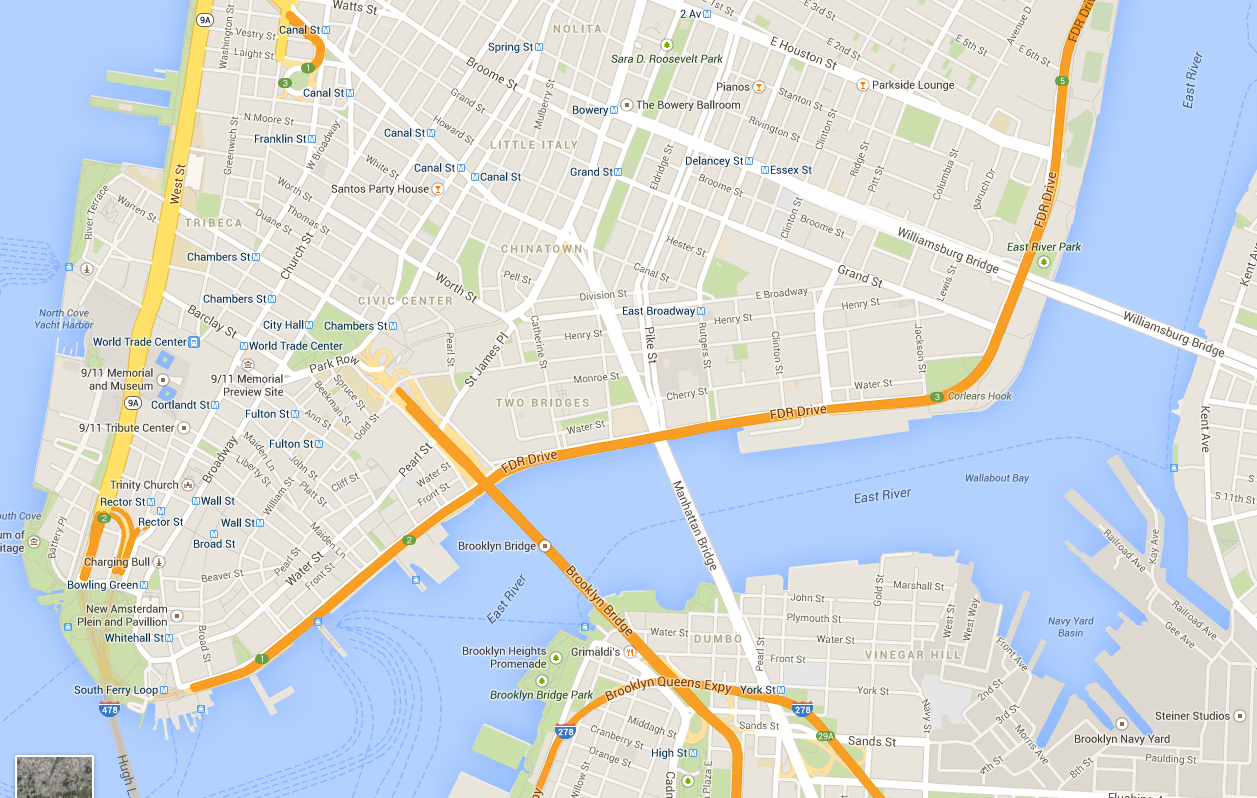 Watts St
2 Av M
E 3rd St
Avenue D
FDR Driv
9A
Washington St
Canal St M
NOLITA
E Houston St
E 2nd St
E 5th St
E 6th St
Vestry St
Spring St M
Sara D. Roosevelt Park
East River
Laight St
1
Broome St
Pianos
Parkside Lounge
5
3
Canal St M
Grand St
Mulberry St
Bowery M
The Bowery Ballroom
Stanton St
Clinton St
N Moore St
Howard St
Rivington St
Franklin St M
W Broadway
Canal St M
LITTLE ITALY
Greenwich St
White St
Canal St M
Canal St
Grand St M
Eldridge St
Delancey St M
Essex St
Ridge St
Pitt St
Columbia St
Baruch Dr
West St
Worth St
Santos Party House
Broome St
FDR Drive
River Terrace
Warren St
TRIBECA
Duane St
Thomas St
Clinton St
Broome St
Williamsburg Bridge
Church St
CHINATOWN
Hester St
East River Park
Chambers St M
Pell St
Canal St
Grand St
Lewis St
Kent Ave
Worth St
Chambers St M
CIVIC CENTER
Division St
E Broadway
Henry St
North Cove
Yacht Harbor
Barclay St
City Hall M
Chambers St M
East Broadway M
Henry St
Williamsburg Bridge
World Trade Center
World Trade Center
Pearl St
St James Pl
Catherine St
Henry St
Pike St
Rutgers St
Clinton St
Jackson St
Park Row
9/11 Memorial
and Museum
9/11 Memorial
Preview Site
Spruce St
Beekman St
Monroe St
Cherry St
Water St
3
Corlears Hook
9A
Cortlandt St M
Fulton St M
Ann St
Gold St
TWO BRIDGES
FDR Drive
9/11 Tribute Center
Water St
Kent Ave
Broadway
Maiden Ln
Fulton St M
Liberty St
John St
Pearl St
FDR Drive
Trinity Church
William St
Platt St
Cliff St
Water St
Front St
Manhattan Bridge
East River
Wallabout Bay
S 11th St
Rector St M
Wall St
2
Rector St
Wall St M
Battery Pl
Broad St
Maiden Ln
2
Brooklyn Bridge
Railroad Ave
Kay Ave
Charging Bull
Pearl St
Water St
Front St
Bowling Green M
Beaver St
East River
Brooklyn Bridge
Gold St
Marshall St
New Amsterdam
Plein and Pavillion
John St
Plymouth St
West St
West Way
Railroad Ave
Gee Ave
Navy Yard
Basin
Whitehall St M
Broad St
Water St
DUMBO
Water St
Brooklyn Heights
Promenade
Grimaldi's
Pearl St
Front St
VINEGAR HILL
Front Ave
1
South Ferry Loop M
Brooklyn Bridge Park
Brooklyn Queens Expy
York St M
York St
2nd St
478
278
278
Navy St
3rd St
Steiner Studios
Middagh St
Sands St
29A
Sands St
Morris Ave
Brooklyn Navy Yard
Cranberry St
Orange St
High St M
4th St
8th St
Paulding St
Hugh L
Willow St
Cadm
Plaza E
Flushing A